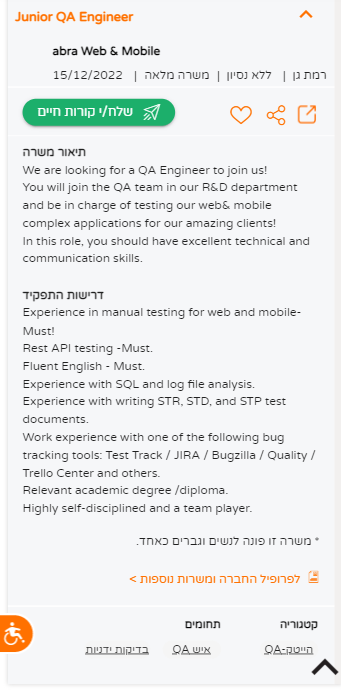 Junior QA Engineer
abra Web & Mobile
רמת גן | ללא נסיון | משרה מלאה | 15/12/2022
שלח/י קורות חיים
תיאור משרה
We are looking for a QA Engineer to join us!
You will join the QA team in our R&D department
and be in charge of testing our web& mobile
complex applications for our amazing clients!
In this role, you should have excellent technical and
communication skills.
דרישות התפקיד
Experience in manual testing for web and mobile-
Must!
Rest API testing -Must.
Fluent English - Must.
Experience with SQL and log file analysis.
Experience with writing STR, STD, and STP test
documents.
Work experience with one of the following bug
tracking tools: Test Track / JIRA / Bugzilla / Quality /
Trello Center and others.
Relevant academic degree /diploma.
Highly self-disciplined and a team player.
* משרה זו פונה לנשים וגברים כאחד.
לפרופיל החברה ומשרות נוספות >
קטגוריה תחומים
הייטק-QA איש QA בדיקות ידניות